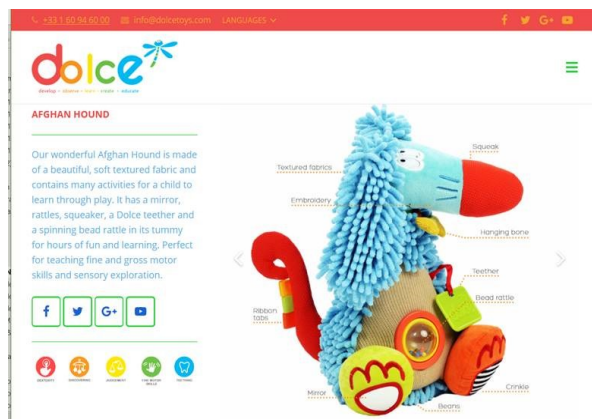 +33 1 60 94 60 00 info@dolcetoys.com LANGUAGES
dolce
AFGHAN HOUND
Our wonderful Afghan Hound is made
of a beautiful, soft textured fabric and
contains many activities for a child to
learn through play. It has a mirror,
rattles, squeaker, a Dolce teether and
a spinning bead rattle in its tummy
for hours of fun and learning. Perfect
for teaching fine and gross motor
skills and sensory exploration.
Squeak
Textured fabrics
Embroidery
Hanging bone
Teether
Bead rattle
Ribbon
tabs
Mirror
Crinkle
Beans